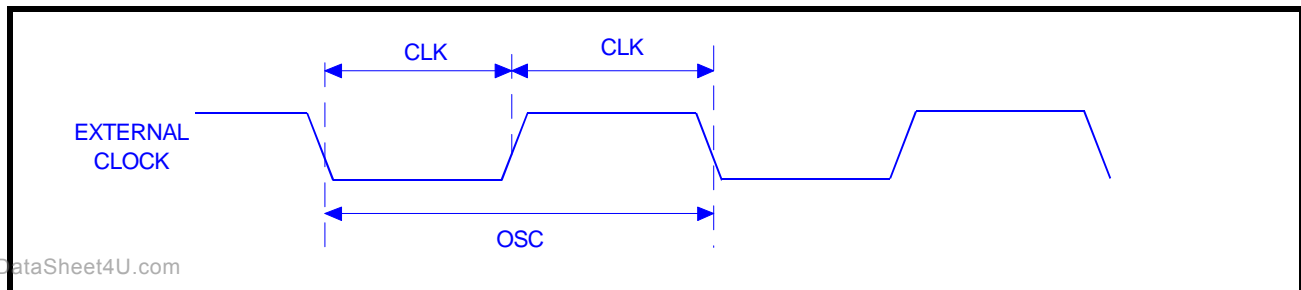 CLK
CLK
EXTERNAL
CLOCK
OSC
DataSheet4U.com